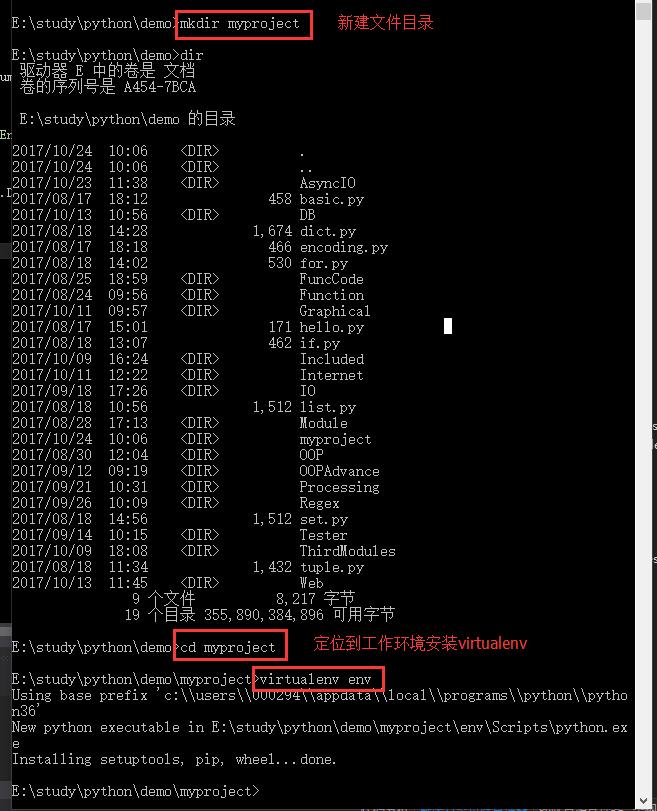 E:\study\python\demo>mkdir myproject 新建文件目录
E:\study\python\demo>dir
驱动器 E 中的卷是 文档
卷的序列号是 A454-7BCA
E:\study\python\demo 的目录
2017/10/24 10:06 <DIR> .
2017/10/24 10:06 <DIR> ..
2017/10/23 11:38 <DIR> AsyncIO
2017/08/17 18:12 458 basic.py
2017/10/13 10:56 <DIR> DB
2017/08/18 14:28 1,674 dict.py
2017/08/17 18:18 466 encoding.py
2017/08/18 14:02 530 for.py
2017/08/25 18:59 <DIR> FuncCode
2017/08/24 09:56 <DIR> Function
2017/10/11 09:57 <DIR> Graphical
2017/08/17 15:01 171 hello.py
2017/08/18 13:07 462 if.py
2017/10/09 16:24 <DIR> Included
2017/10/11 12:22 <DIR> Internet
2017/09/18 17:26 <DIR> IO
2017/08/18 10:56 1,512 list.py
2017/08/28 17:13 <DIR> Module
2017/10/24 10:06 <DIR> myproject
2017/08/30 12:04 <DIR> OOP
2017/09/12 09:19 <DIR> OOPAdvance
2017/09/21 10:31 <DIR> Processing
2017/09/26 10:09 <DIR> Regex
2017/08/18 14:56 1,512 set.py
2017/09/14 10:15 <DIR> Tester
2017/10/09 18:08 <DIR> ThirdModules
2017/08/18 11:34 1,432 tuple.py
2017/10/13 11:45 <DIR> Web
9 个文件 8,217 字节
19 个目录 355,890,384,896 可用字节
E:\study\python\demo>cd myproject 定位到工作环境安装virtualenv
E:\study\python\demo\myproject>virtualenv env
Using base prefix 'c:\\users\\000294\\appdata\\local\\programs\\python\\pytho
n36'
New python executable in E:\study\python\demo\myproject\env\Scripts\python.ex
e
Installing setuptools, pip, wheel...done.
E:\study\python\demo\myproject>